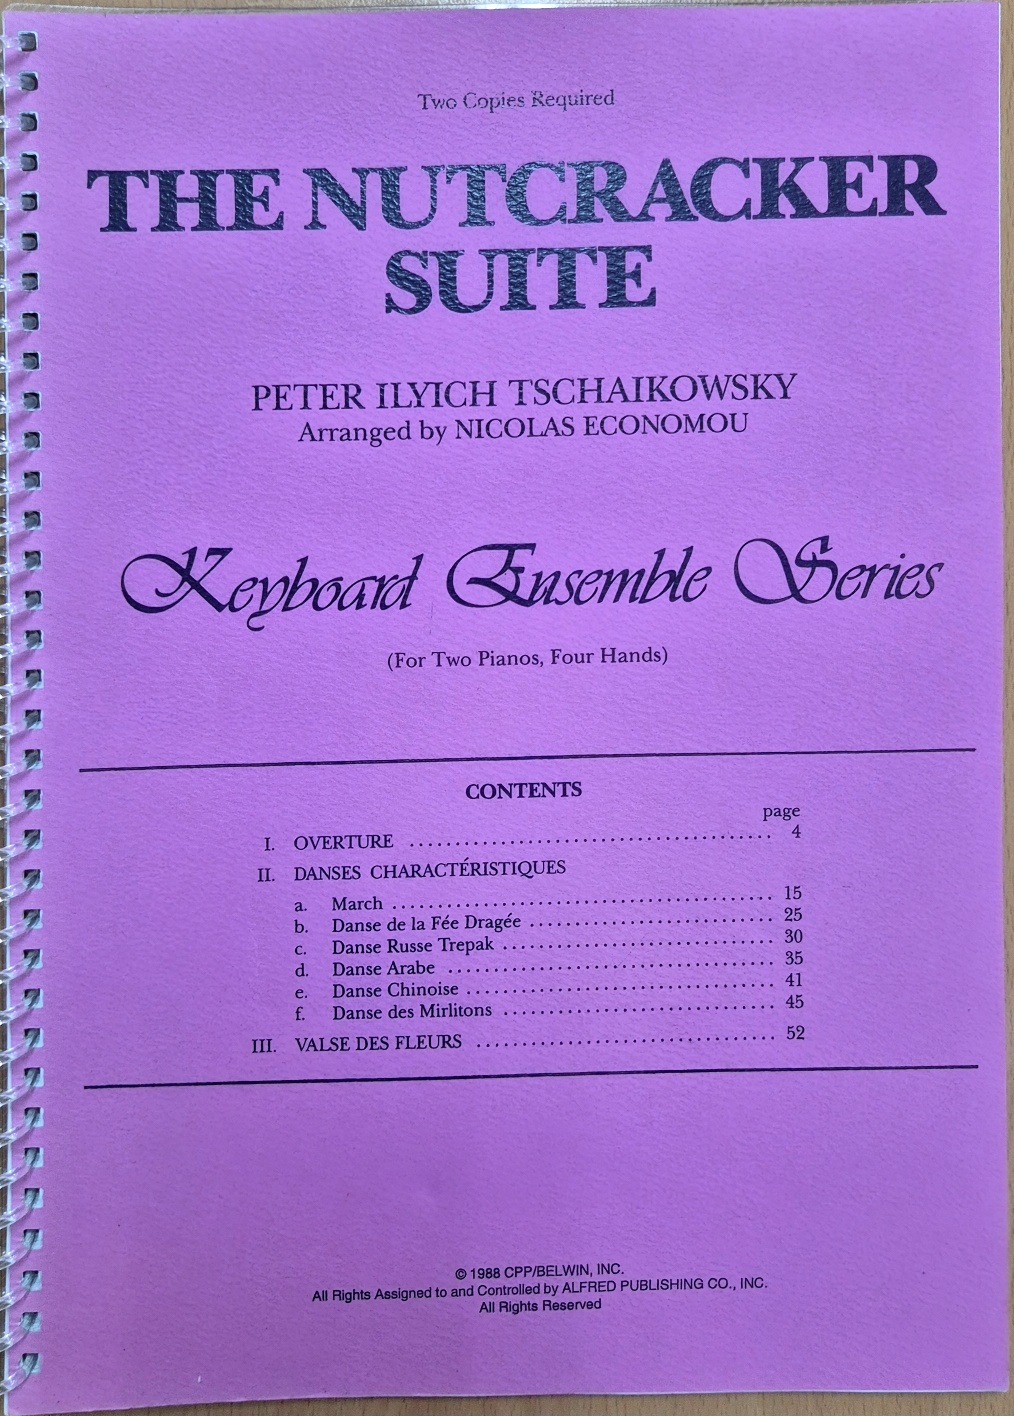 Two Copies Required
THE NUTCRACKER
SUITE
PETER ILYICH TSCHAIKOWSKY
Arranged by NICOLAS ECONOMOU
Keyboard Ensemble Series
(For Two Pianos, Four Hands)
CONTENTS
page
I. OVERTURE ........................................ 4
II. DANSES CHARACTÉRISTIQUES
a. March ........................................ 15
b. Danse de la Fée Dragée ........................... 25
c. Danse Russe Trepak .............................. 30
d. Danse Arabe .................................... 35
e. Danse Chinoise .................................. 41
f. Danse des Mirlitons .............................. 45
III. VALSE DES FLEURS ................................. 52
© 1988 CPP/BELWIN, INC.
All Rights Assigned to and Controlled by ALFRED PUBLISHING CO., INC.
All Rights Reserved